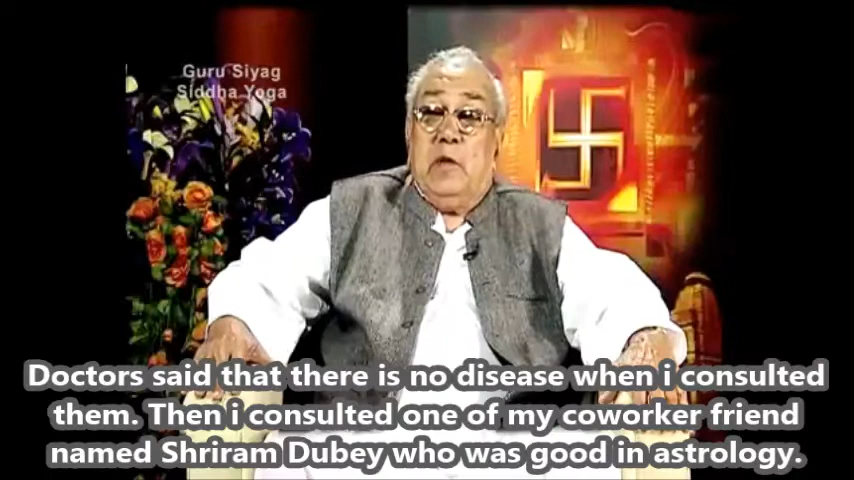 Guru Siyag
Siddha Yoga
Doctors said that there is no disease when i consulted
them. Then i consulted one of my coworker friend
named Shriram Dubey who was good in astrology.